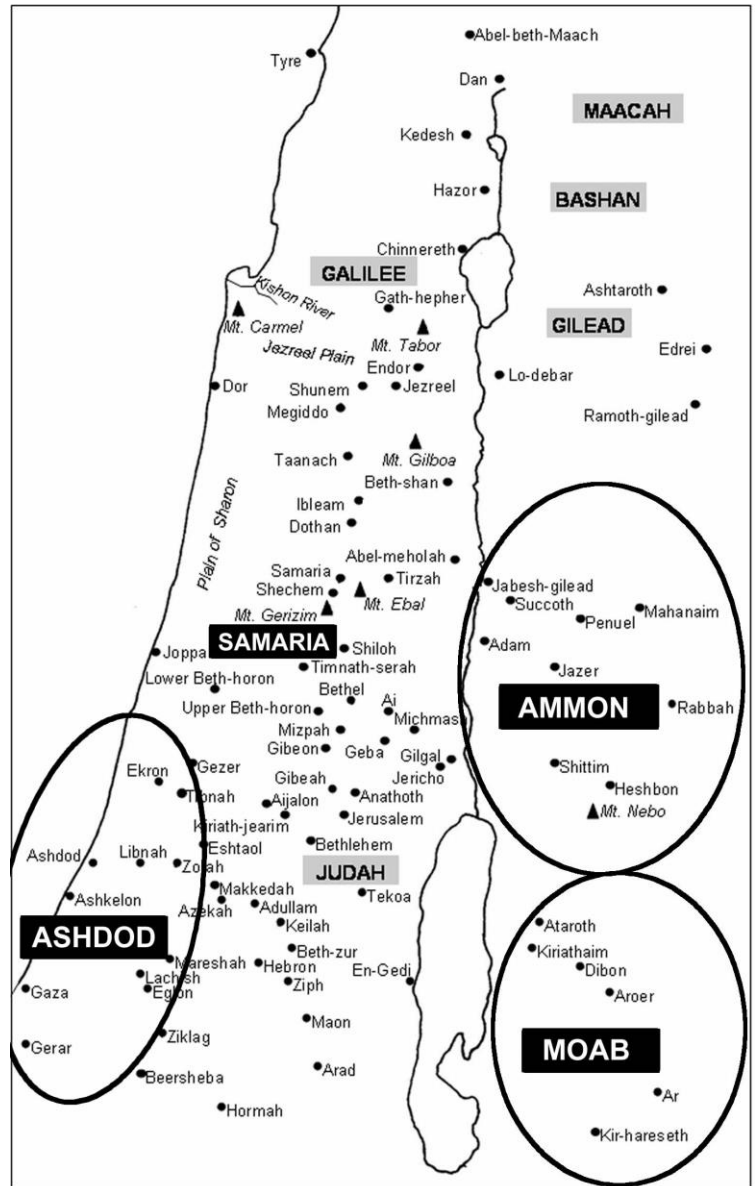 Abel-beth-Maach
Tyre
Dan
MAACAH
Kedesh
Hazor
BASHAN
Chinnereth
GALILEE
Kishon River
Gath-hepher
Ashtaroth
Mt. Carmel
Mt. Tabor
GILEAD
Jezreel Plain
Edrei
Endor
Lo-debar
Dor
Shunem
Jezreel
Megiddo
Ramoth-gilead
Taanach
Mt. Gilboa
Beth-shan
Plain of Sharon
Ibleam
Dothan
Abel-meholah
Samaria
Tirzah
Jabesh-gilead
Shechem
Mt. Ebal
Succoth
Mahanaim
Mt. Gerizim
Penuel
SAMARIA
Adam
Joppa
Shiloh
Timnath-serah
Jazer
Lower Beth-horon
Bethel
AMMON
Rabbah
Upper Beth-horon
Ai
Michmas
Mizpah
Gibeon
Geba
Gilgal
Gezer
Jericho
Shittim
Ekron
Gibeah
Anathoth
Heshbon
Aijalon
Mt. Nebo
Kiriath-jearim
Jerusalem
Eshtaol
Bethlehem
Ashdod
Libnah
Zorah
JUDAH
Makkedah
Tekoa
Ashkelon
Azekah
Adullam
Ataroth
ASHDOD
Keilah
Kiriathaim
Beth-zur
Mareshah
Hebron
Dibon
Lachish
En-Gedi
Gaza
Eglon
Ziph
Aroer
Maon
Ziklag
Gerar
MOAB
Arad
Beersheba
Ar
Hormah
Kir-hareseth